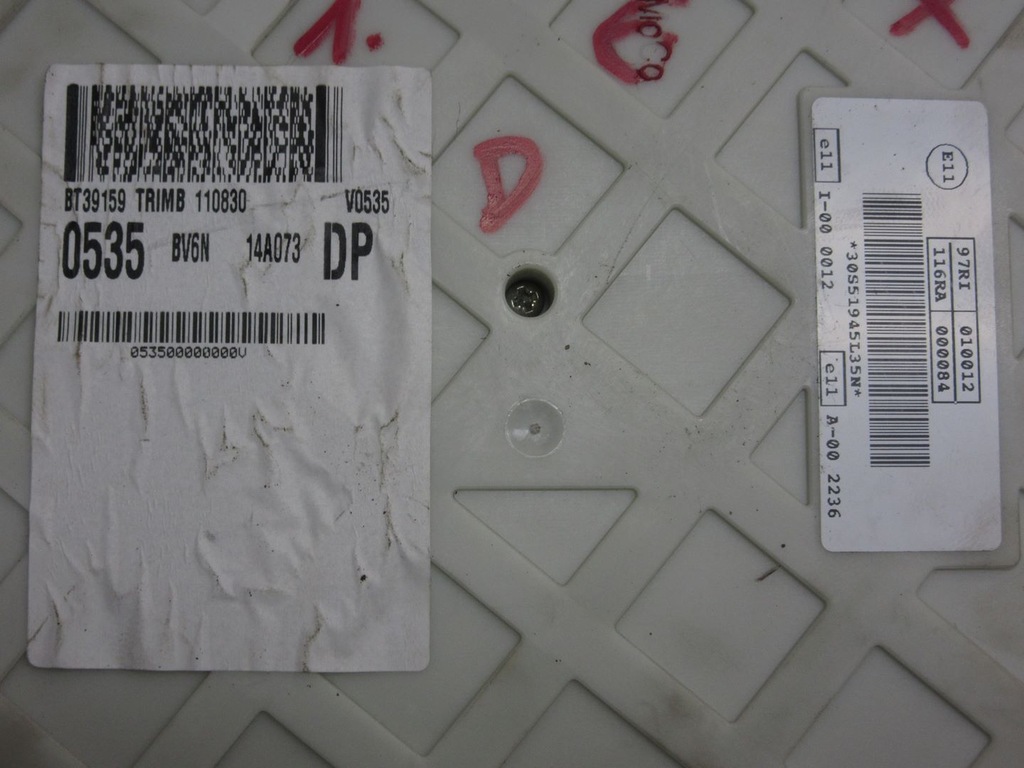 1.
D
BT39159 TRIMB 110830 V0535
0535 BV6N 14A073 DP
053500000000V
E11
97RI 010012
116RA 000084
*30S51945135N*
e11 I-00 0012 e11 A-00 2236